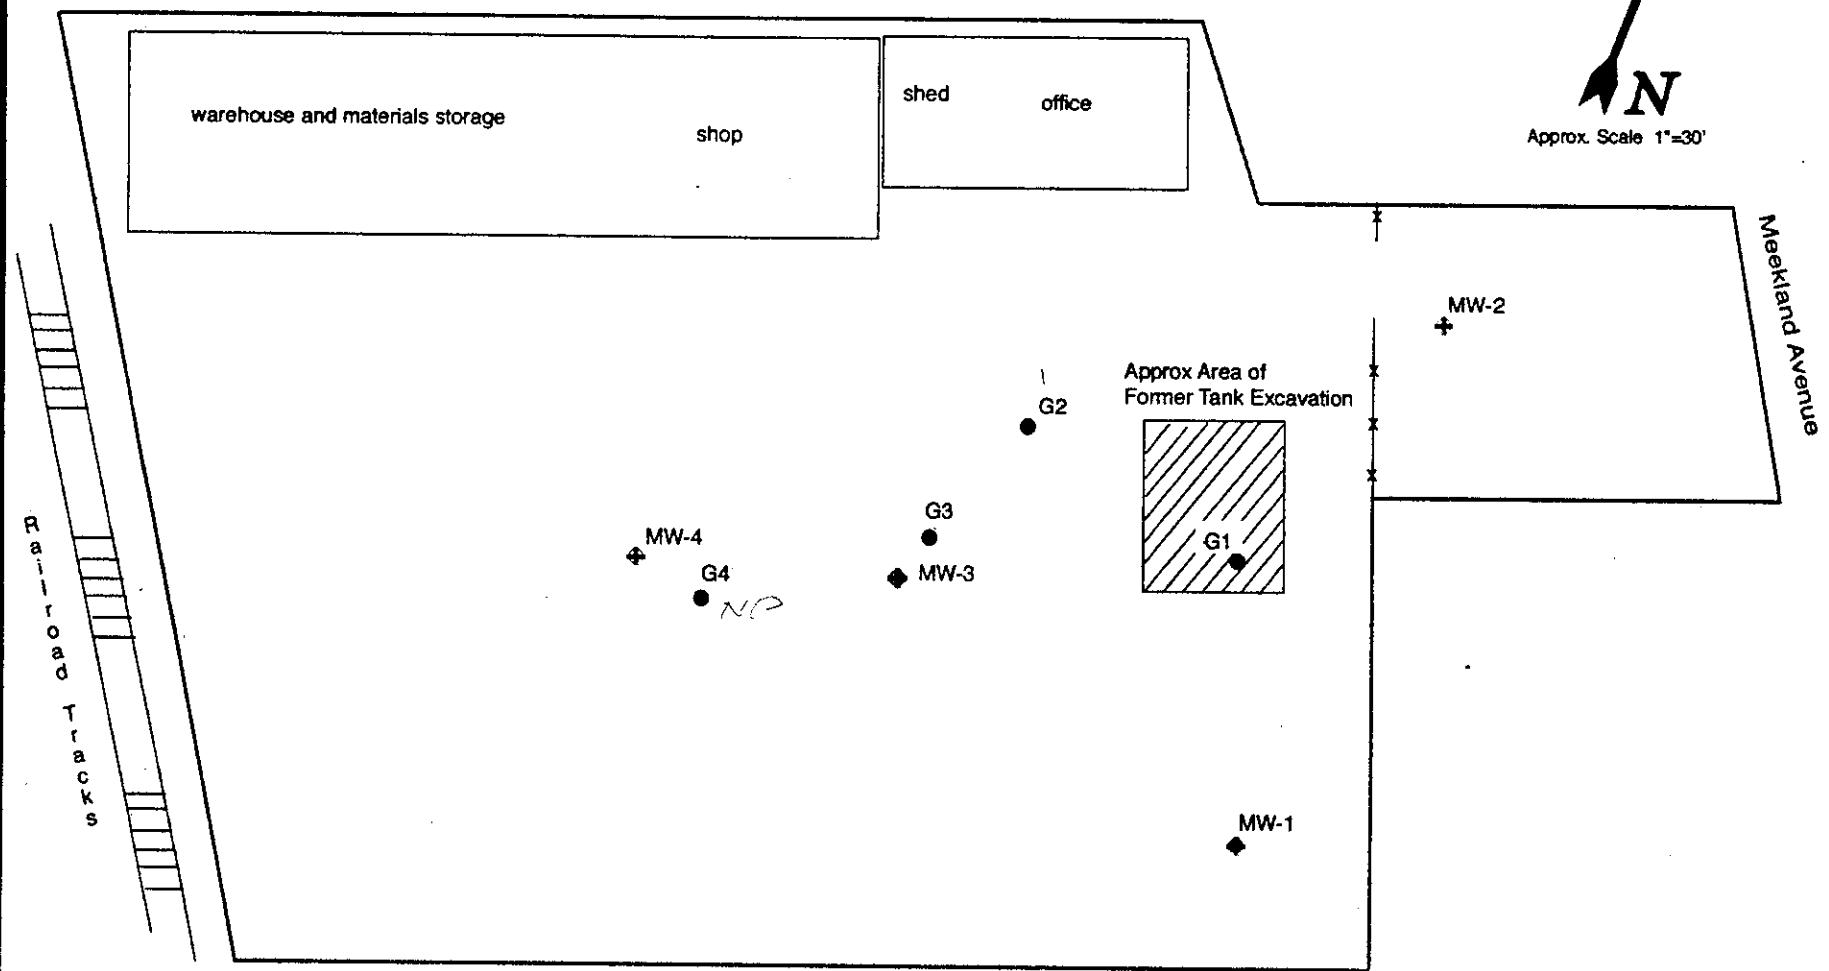 warehouse and materials storage
shop
shed
office
N
Approx. Scale 1"=30'
Meekland Avenue
MW-2
Approx Area of
Former Tank Excavation
G2
G3
MW-4
G4
MW-3
G1
NP
Railroad Tracks
MW-1